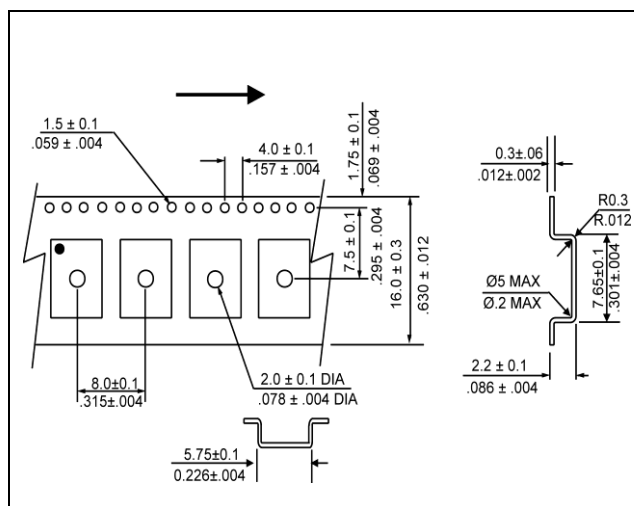 1.5 ± 0.1
.059 ± .004
4.0 ± 0.1
.157 ± .004
1.75 ± 0.1
.069 ± .004
0.3±.06
.012±.002
R0.3
R.012
7.5 ± 0.1
.295 ± .004
16.0 ± 0.3
.630 ± .012
Ø5 MAX
Ø.2 MAX
7.65± 0.1
.301±.004
8.0±0.1
.315±.004
2.0 ± 0.1 DIA
.078 ± .004 DIA
2.2 ± 0.1
.086 ± .004
5.75±0.1
0.226±.004